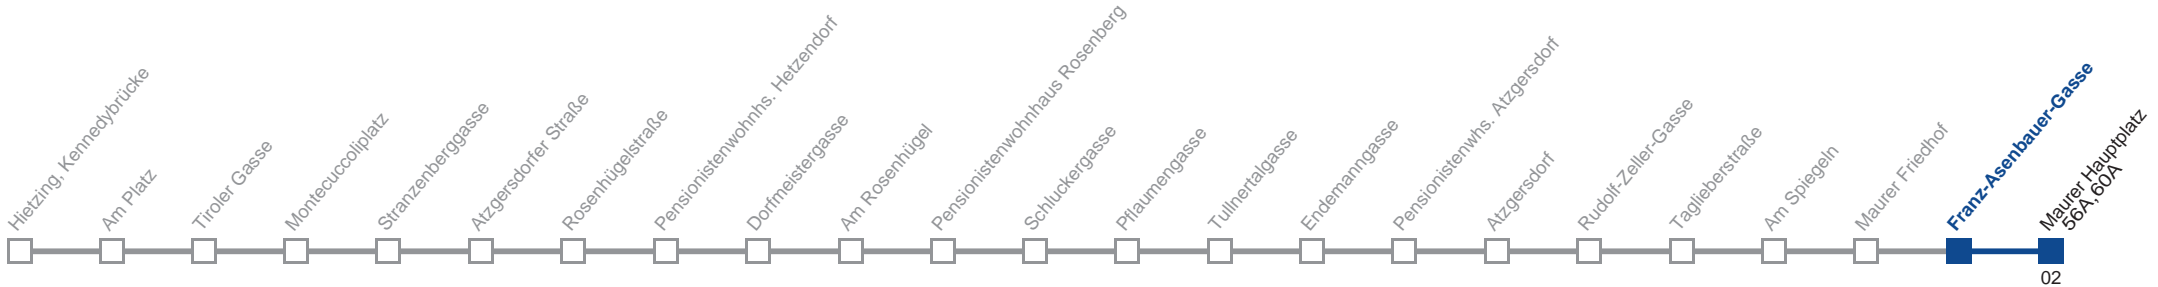 Hietzing, Kennedybrücke
Am Platz
Tiroler Gasse
Montecuccoliplatz
Stranzenberggasse
Atzgersdorfer Straße
Rosenhügelstraße
Pensionistenwohnhs. Hetzendorf
Dorfmeistergasse
Am Rosenhügel
Pensionistenwohnhaus Rosenberg
Schluckergasse
Pflaumengasse
Tullnertalgasse
Endemanngasse
Pensionistenwhs. Atzgersdorf
Atzgersdorf
Rudolf-Zeller-Gasse
Taglieberstraße
Am Spiegeln
Maurer Friedhof
Franz-Asenbauer-Gasse
Maurer Hauptplatz
56A,60A
02